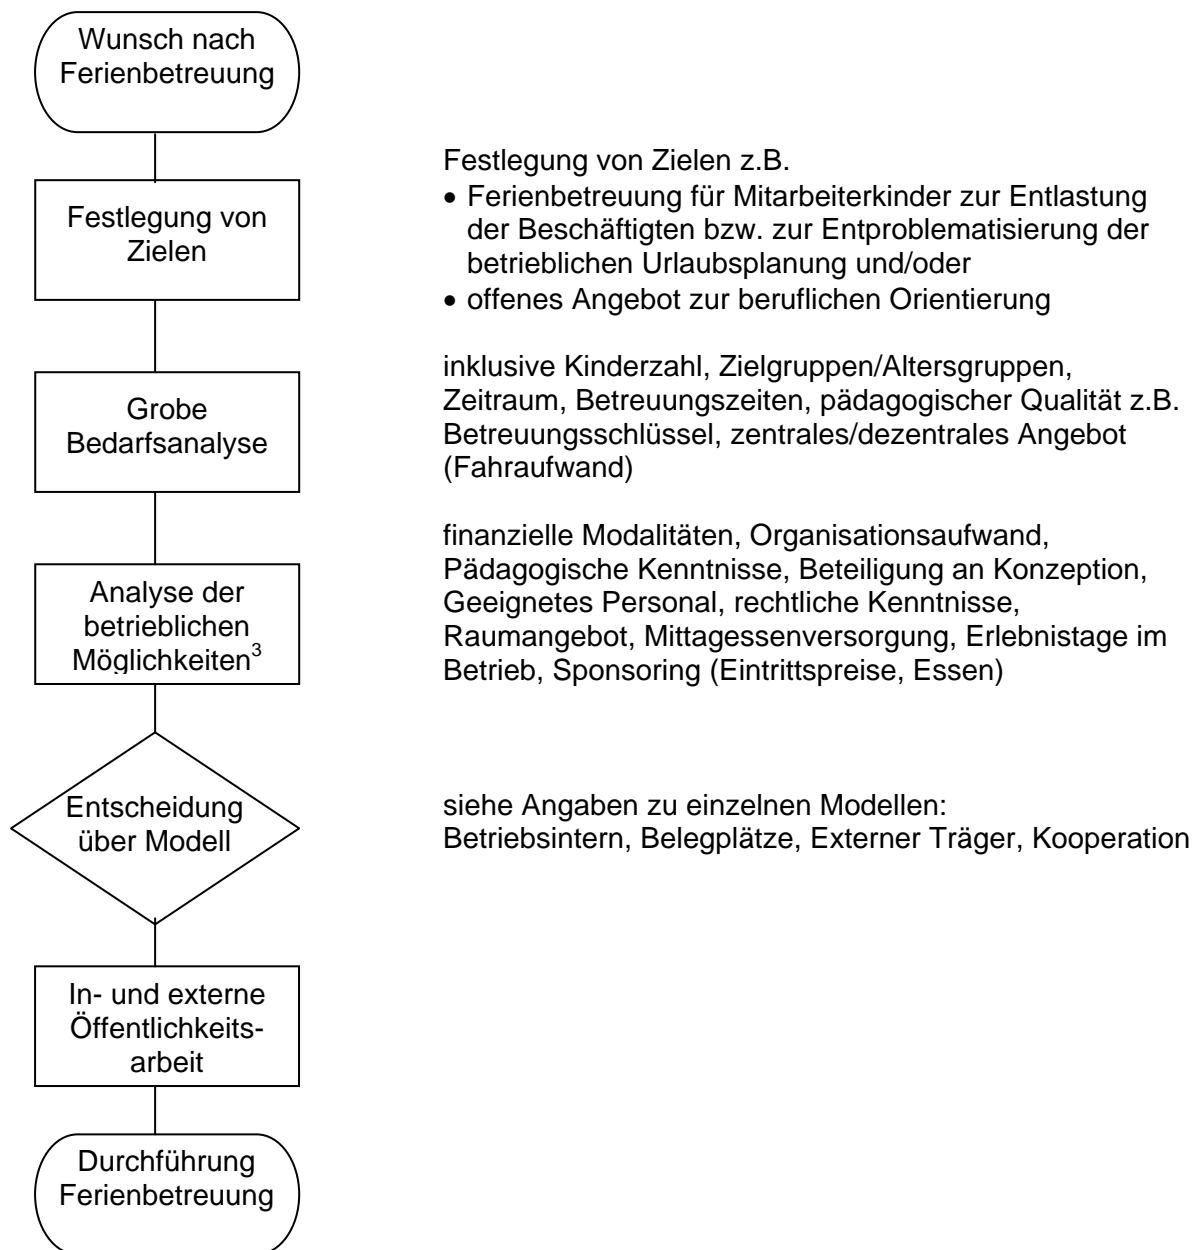 Wunsch nach
Ferienbetreuung
Festlegung von
Zielen
Festlegung von Zielen z.B.
• Ferienbetreuung für Mitarbeiterkinder zur Entlastung
der Beschäftigten bzw. zur Entproblematisierung der
betrieblichen Urlaubsplanung und/oder
• offenes Angebot zur beruflichen Orientierung
Grobe
Bedarfsanalyse
inklusive Kinderzahl, Zielgruppen/Altersgruppen,
Zeitraum, Betreuungszeiten, pädagogischer Qualität z.B.
Betreuungsschlüssel, zentrales/dezentrales Angebot
(Fahraufwand)
Analyse der
betrieblichen
Möglichkeiten³
finanzielle Modalitäten, Organisationsaufwand,
Pädagogische Kenntnisse, Beteiligung an Konzeption,
Geeignetes Personal, rechtliche Kenntnisse,
Raumangebot, Mittagessenversorgung, Erlebnistage im
Betrieb, Sponsoring (Eintrittspreise, Essen)
Entscheidung
über Modell
siehe Angaben zu einzelnen Modellen:
Betriebsintern, Belegplätze, Externer Träger, Kooperation
In- und externe
Öffentlichkeits-
arbeit
Durchführung
Ferienbetreuung